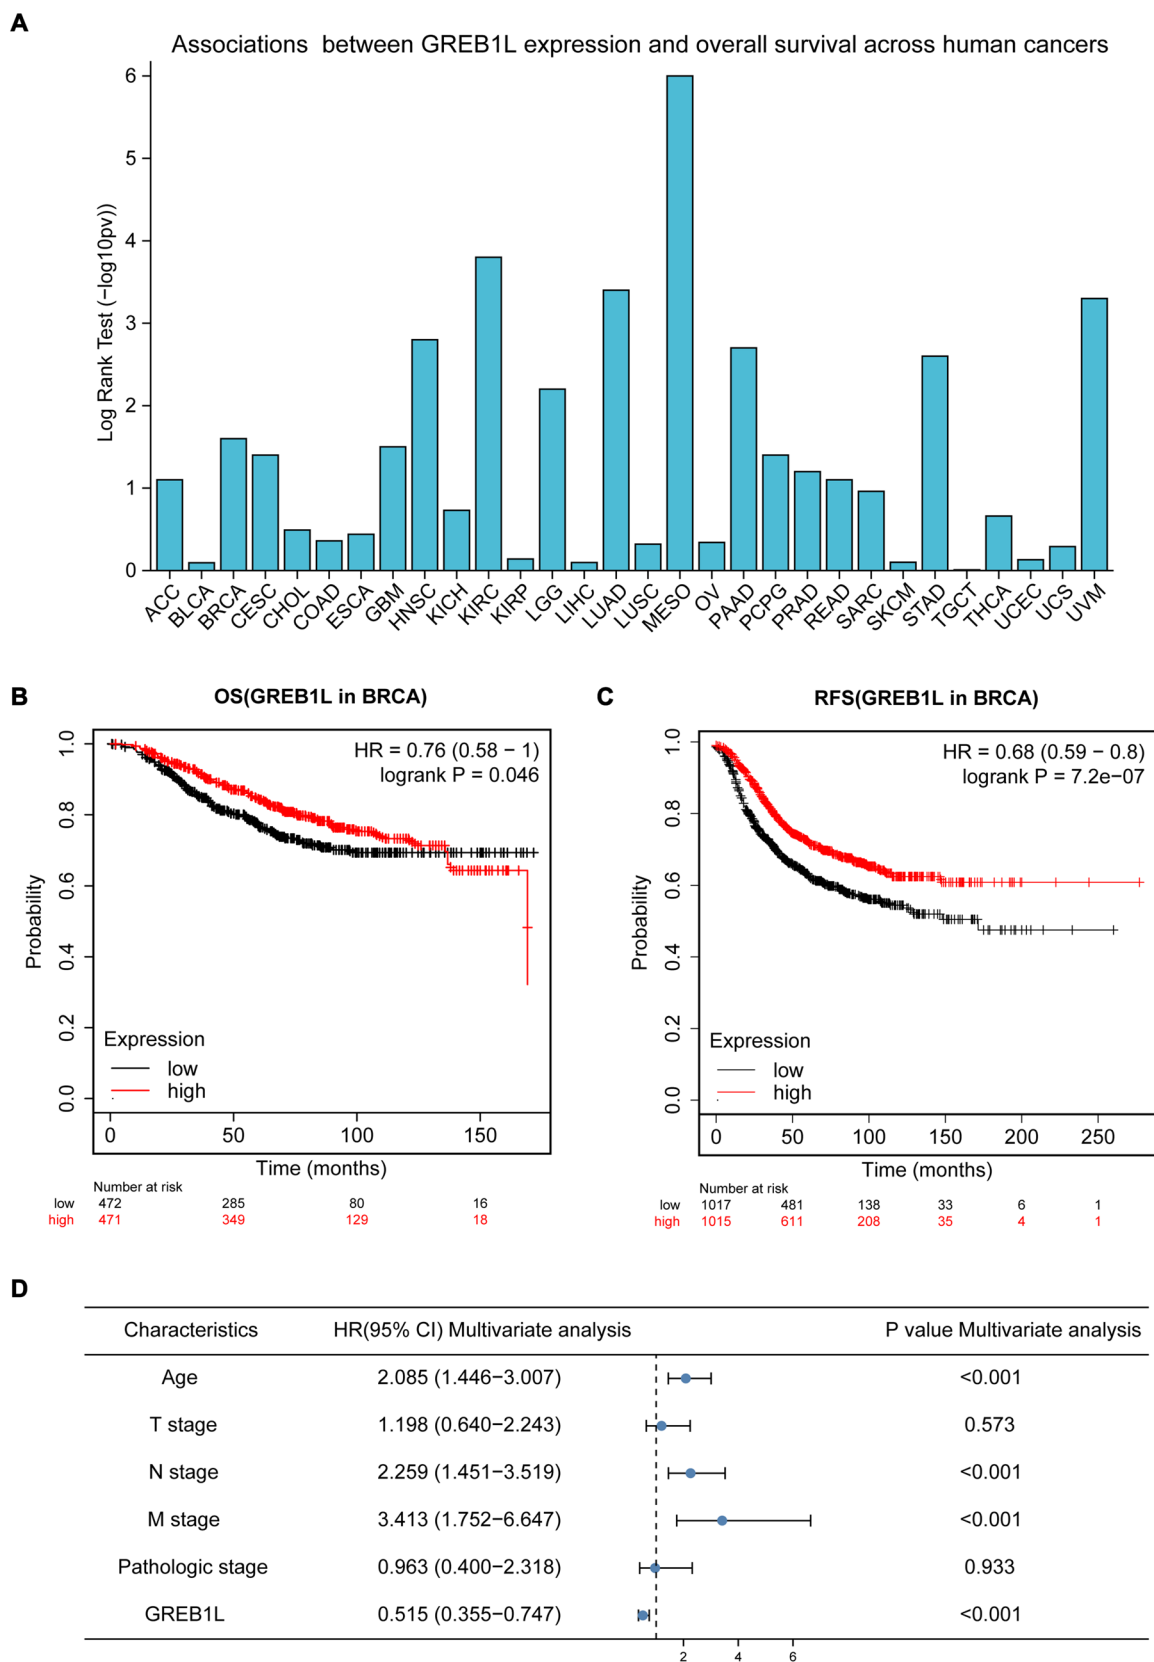 A
Associations between GREB1L expression and overall survival across human cancers
Log Rank Test (−log10pv))
6
5
4
3
2
1
0
ACC BLCA BRCA CESC CHOL COAD ESCA GBM HNSC KICH KIRC KIRP LGG LIHC LUAD LUSC MESO OV PAAD PCPG PRAD READ SARC SKCM STAD TGCT THCA UCEC UCS UVM
B
OS(GREB1L in BRCA)
HR = 0.76 (0.58 − 1)
logrank P = 0.046
Probability
1.0
0.8
0.6
0.4
0.2
0.0
Expression
low
high
0 50 100 150
Time (months)
Number at risk
low 472 285 80 16
high 471 349 129 18
C
RFS(GREB1L in BRCA)
HR = 0.68 (0.59 − 0.8)
logrank P = 7.2e−07
Probability
1.0
0.8
0.6
0.4
0.2
0.0
Expression
low
high
0 50 100 150 200 250
Time (months)
Number at risk
low 1017 481 138 33 6 1
high 1015 611 208 35 4 1
D
Characteristics HR(95% CI) Multivariate analysis P value Multivariate analysis
Age 2.085 (1.446−3.007) <0.001
T stage 1.198 (0.640−2.243) 0.573
N stage 2.259 (1.451−3.519) <0.001
M stage 3.413 (1.752−6.647) <0.001
Pathologic stage 0.963 (0.400−2.318) 0.933
GREB1L 0.515 (0.355−0.747) <0.001
2 4 6